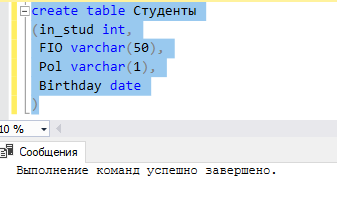 create table Студенты
(in_stud int,
FIO varchar(50),
Pol varchar(1),
Birthday date
)
10 %
Сообщения
Выполнение команд успешно завершено.